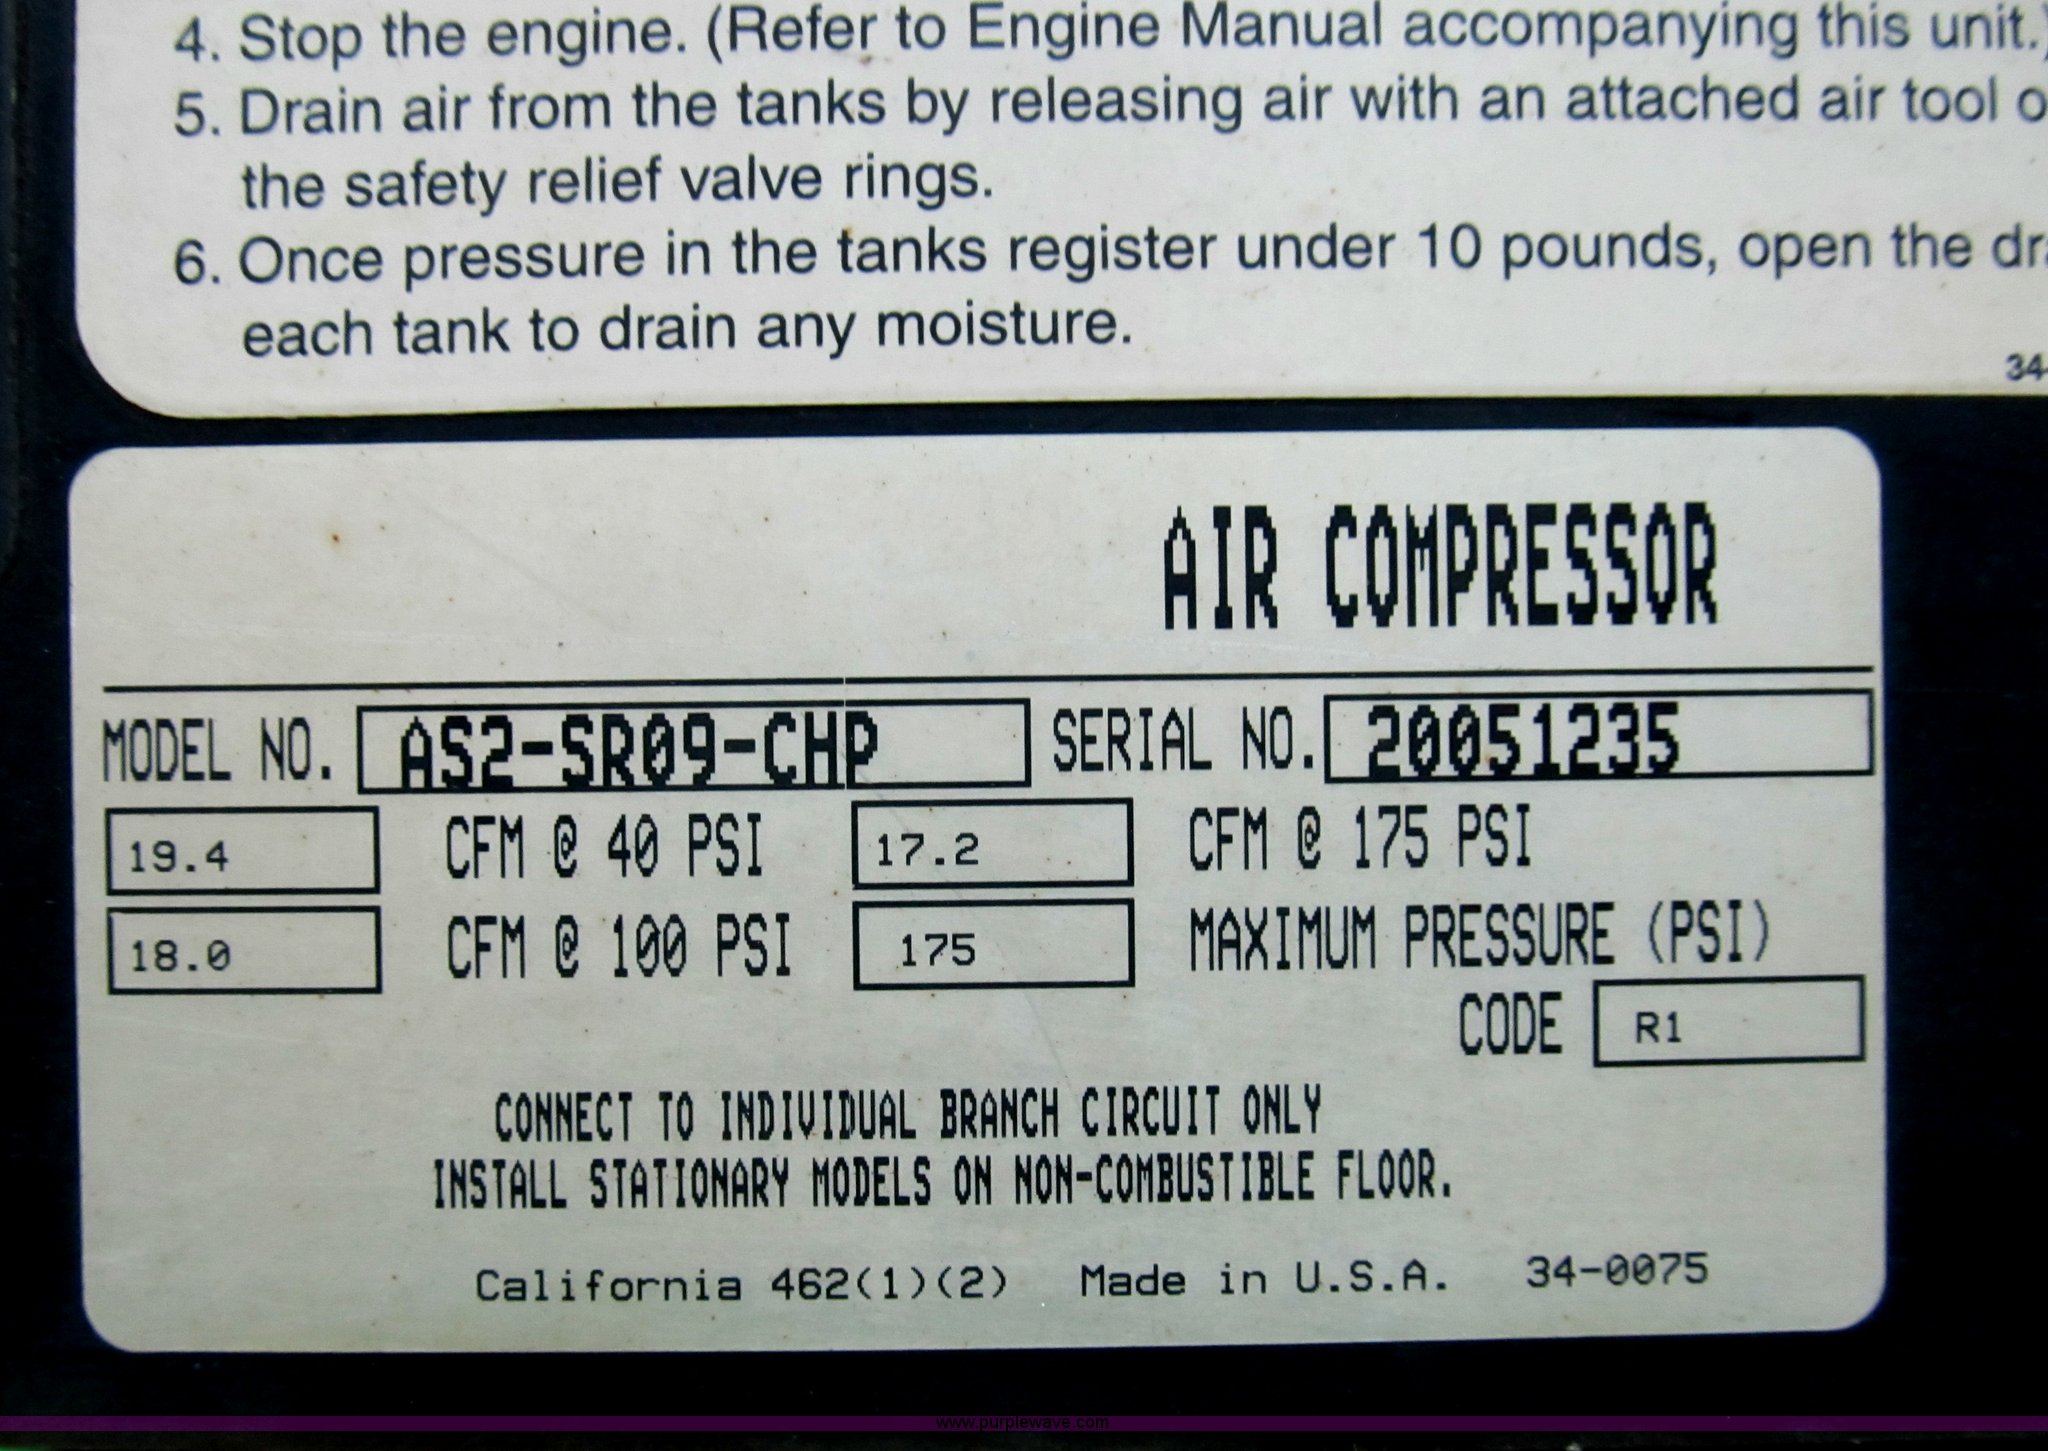 4. Stop the engine. (Refer to Engine Manual accompanying this unit.)
5. Drain air from the tanks by releasing air with an attached air tool
the safety relief valve rings.
6. Once pressure in the tanks register under 10 pounds, open the
each tank to drain any moisture.
34-
AIR COMPRESSOR
MODEL NO. AS2-SR09-CHP SERIAL NO. 20051235
19.4 CFM @ 40 PSI 17.2 CFM @ 175 PSI
18.0 CFM @ 100 PSI 175 MAXIMUM PRESSURE (PSI)
CODE R1
CONNECT TO INDIVIDUAL BRANCH CIRCUIT ONLY
INSTALL STATIONARY MODELS ON NON-COMBUSTIBLE FLOOR.
California 462(1)(2) Made in U.S.A. 34-0075
www.purplewave.com